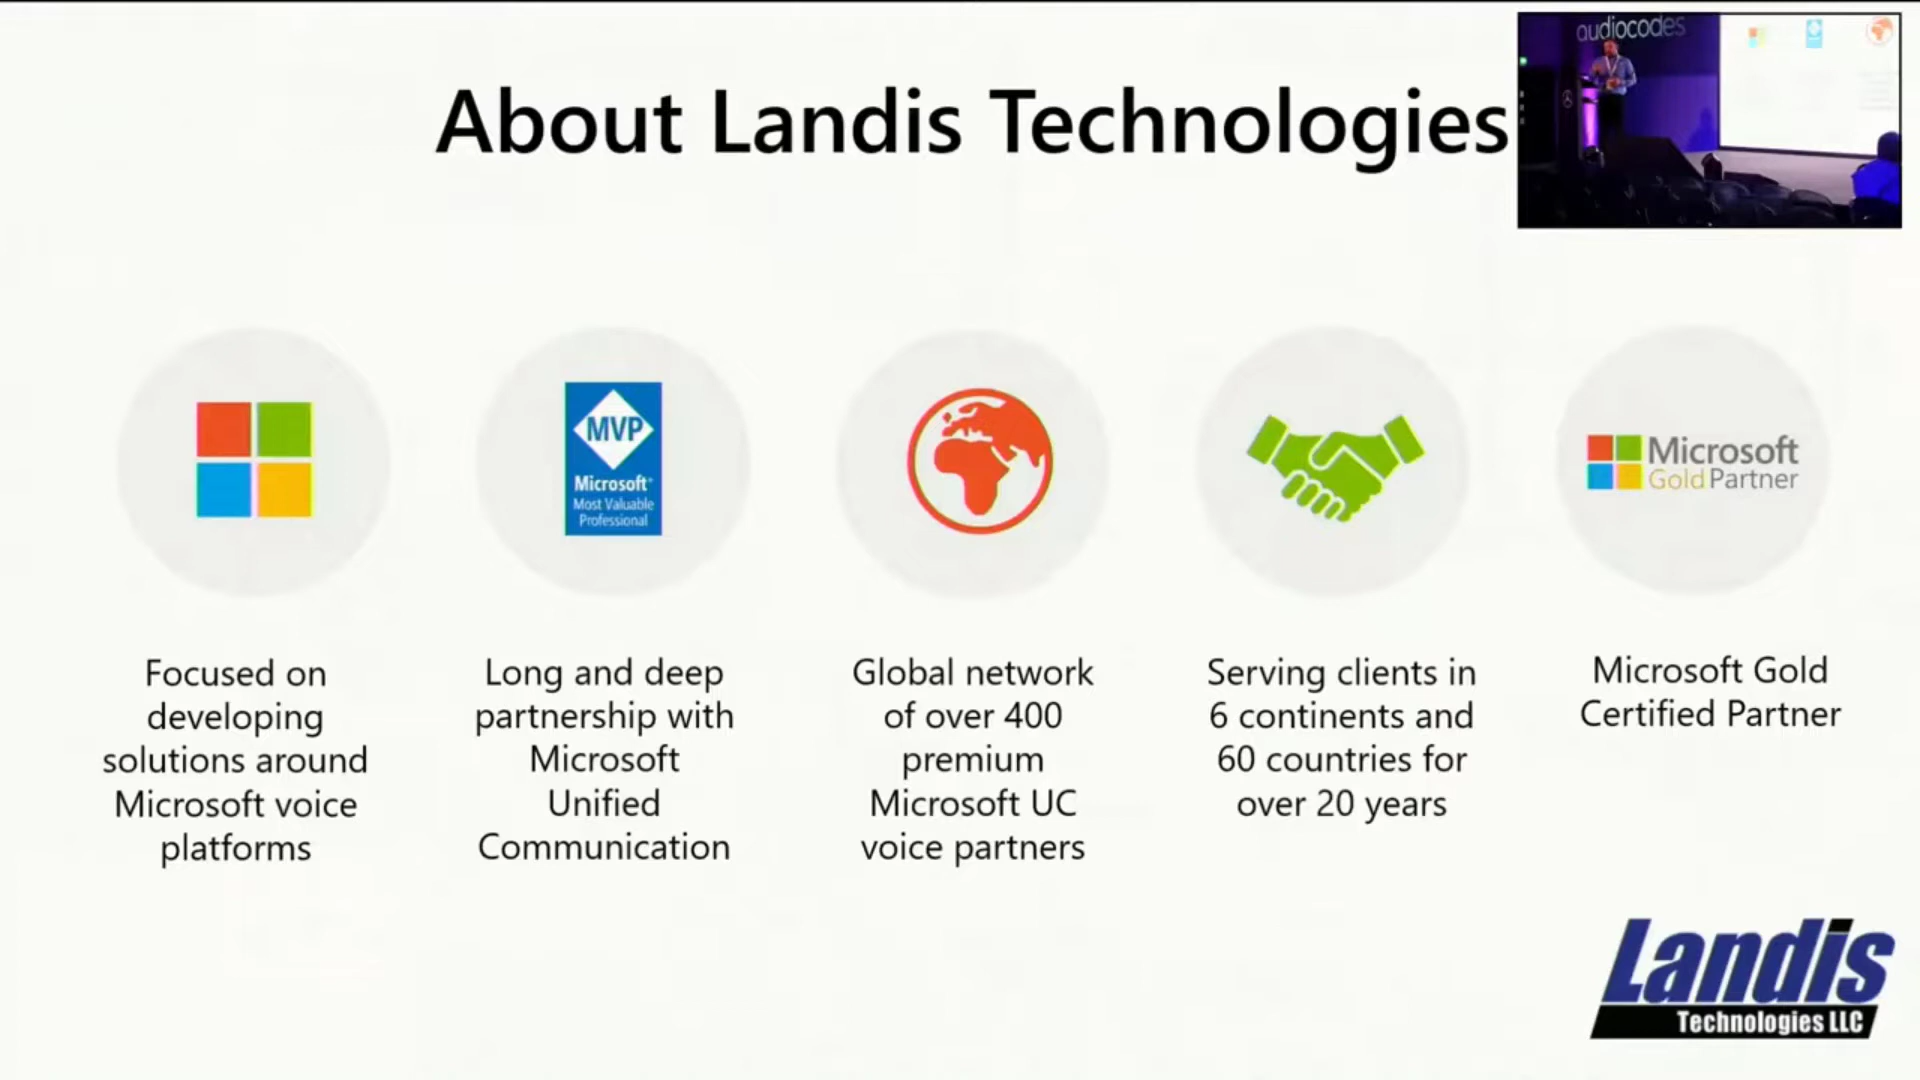 About Landis Technologies
audiocodes
MVP
Microsoft
Most Valuable
Professional
Microsoft
Gold Partner
Focused on
developing
solutions around
Microsoft voice
platforms
Long and deep
partnership with
Microsoft
Unified
Communication
Global network
of over 400
premium
Microsoft UC
voice partners
Serving clients in
6 continents and
60 countries for
over 20 years
Microsoft Gold
Certified Partner
Landis
Technologies LLC